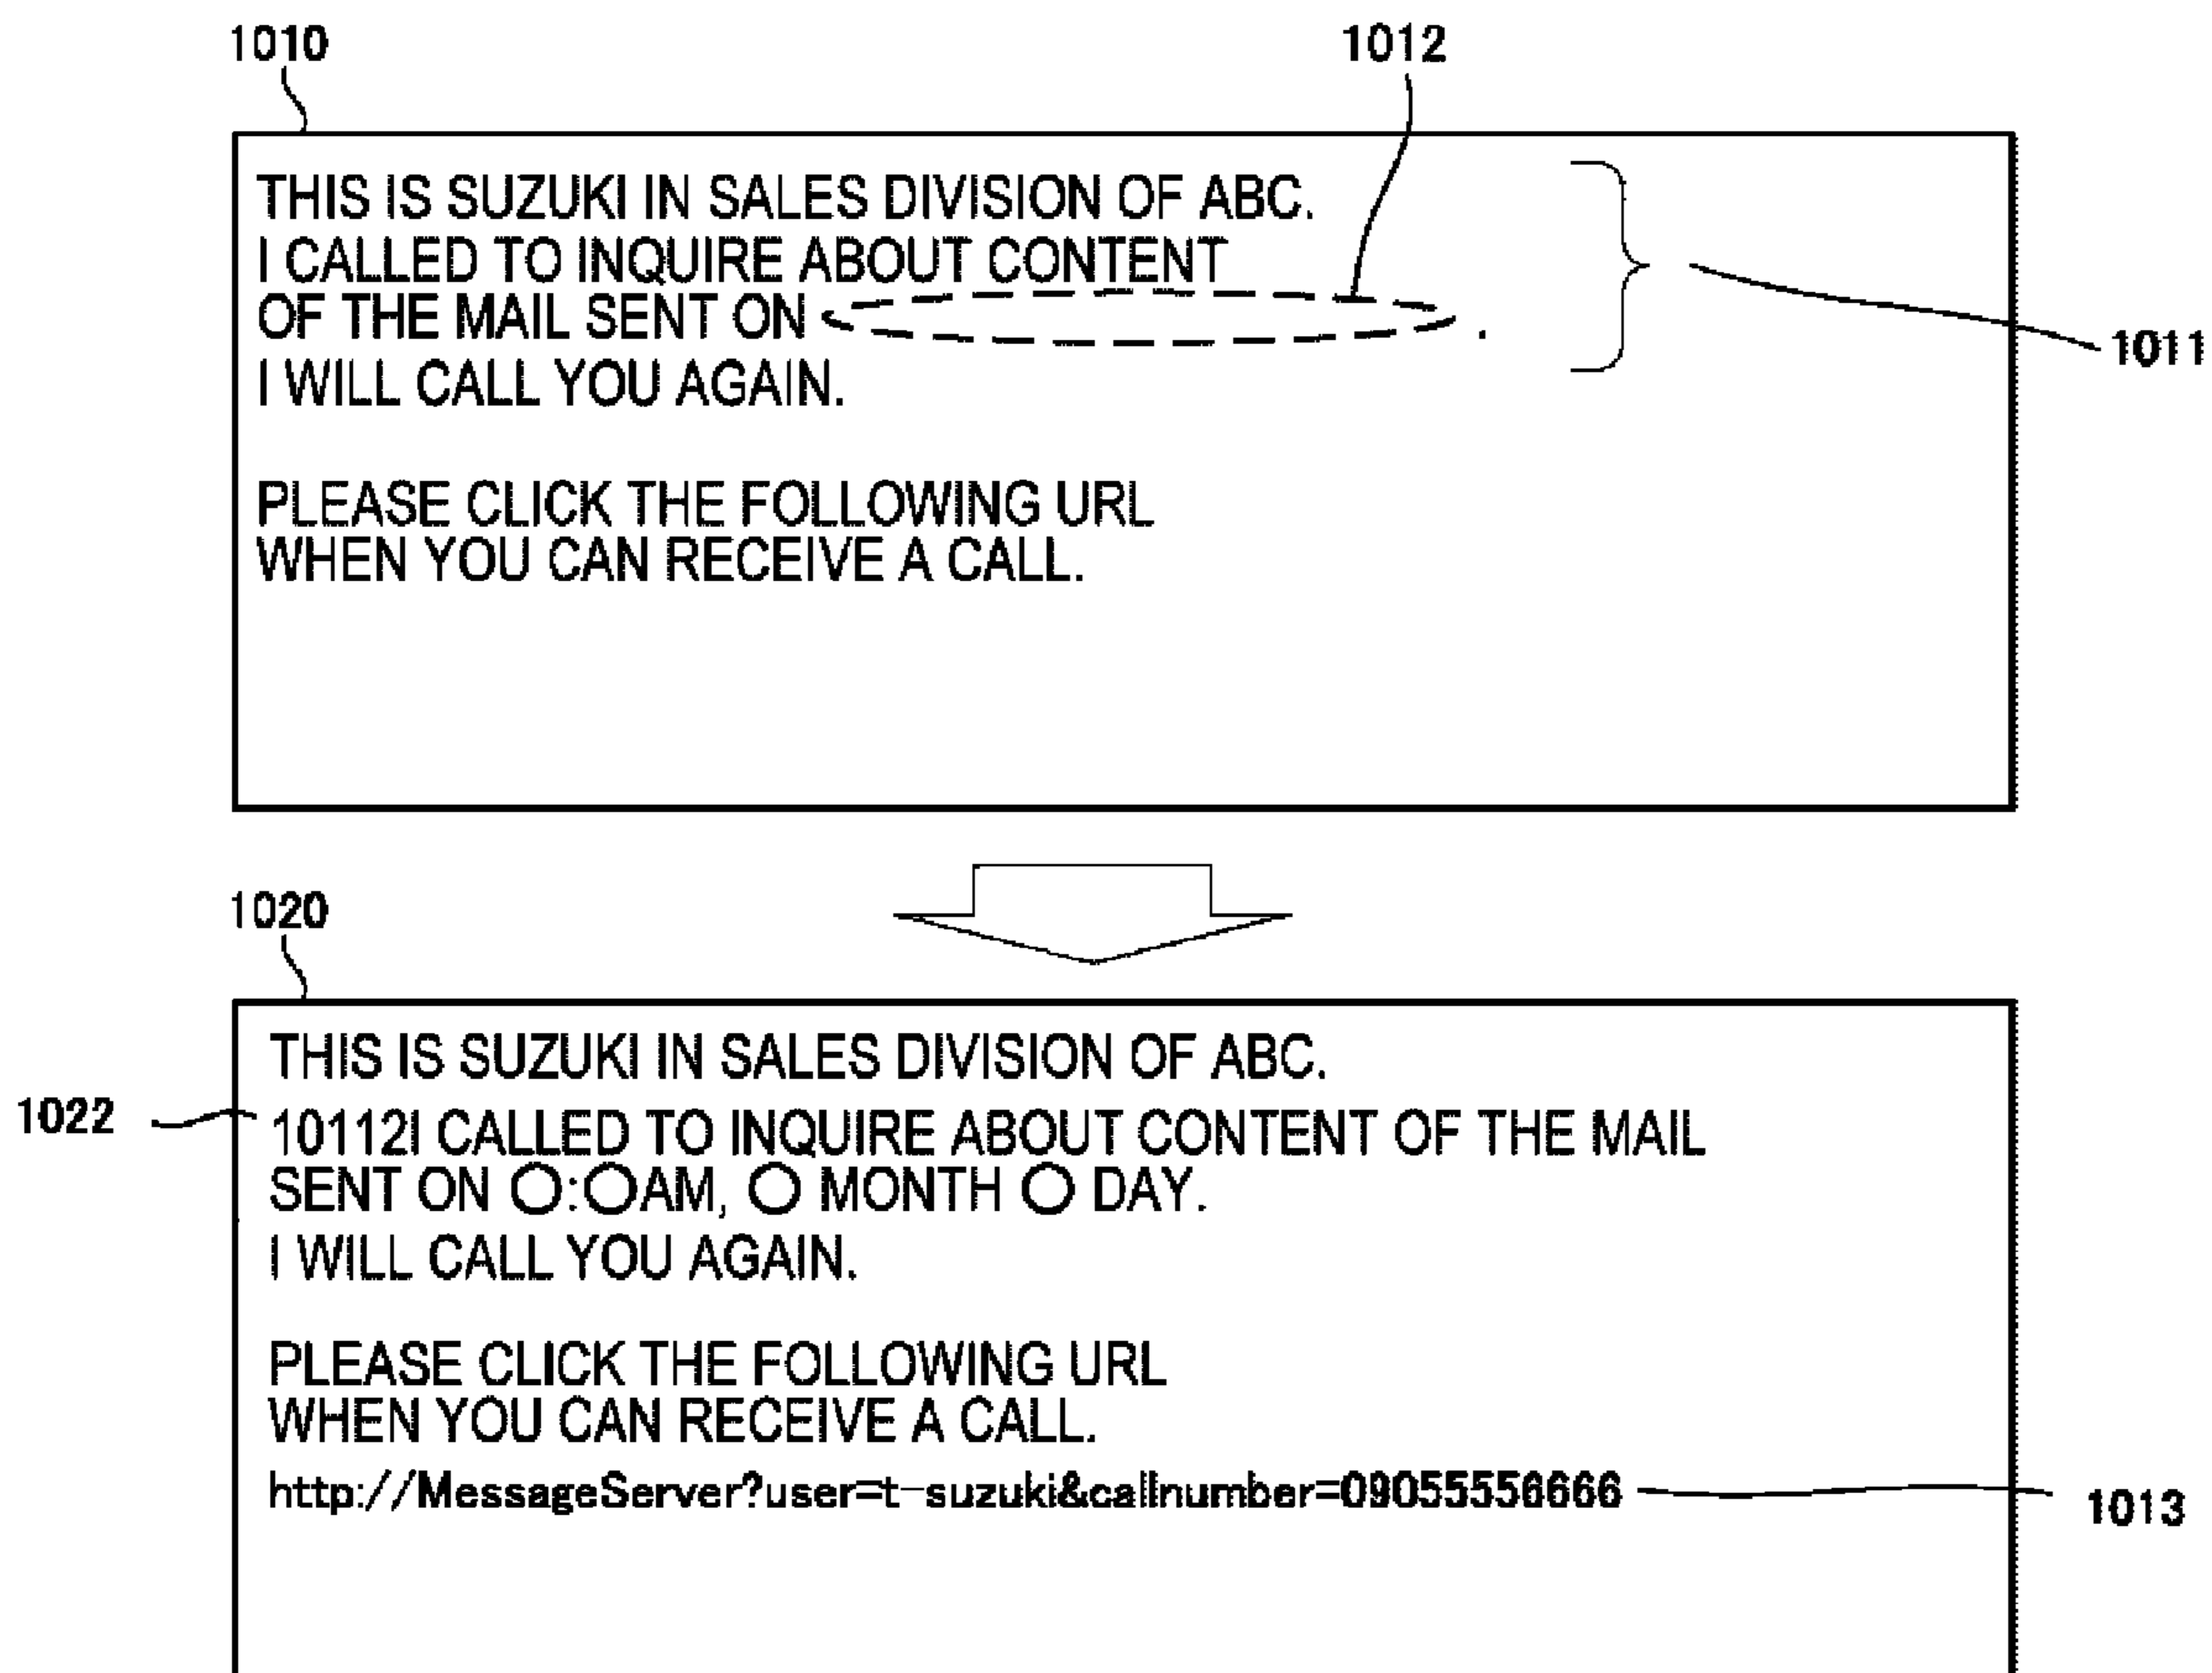 1010
1012
THIS IS SUZUKI IN SALES DIVISION OF ABC.
I CALLED TO INQUIRE ABOUT CONTENT
OF THE MAIL SENT ON .
1011
I WILL CALL YOU AGAIN.
PLEASE CLICK THE FOLLOWING URL
WHEN YOU CAN RECEIVE A CALL.
1020
THIS IS SUZUKI IN SALES DIVISION OF ABC.
1022
10112I CALLED TO INQUIRE ABOUT CONTENT OF THE MAIL
SENT ON ○:○AM, ○ MONTH ○ DAY.
I WILL CALL YOU AGAIN.
PLEASE CLICK THE FOLLOWING URL
WHEN YOU CAN RECEIVE A CALL.
http://MessageServer?user=t-suzuki&callnumber=09055556666
1013